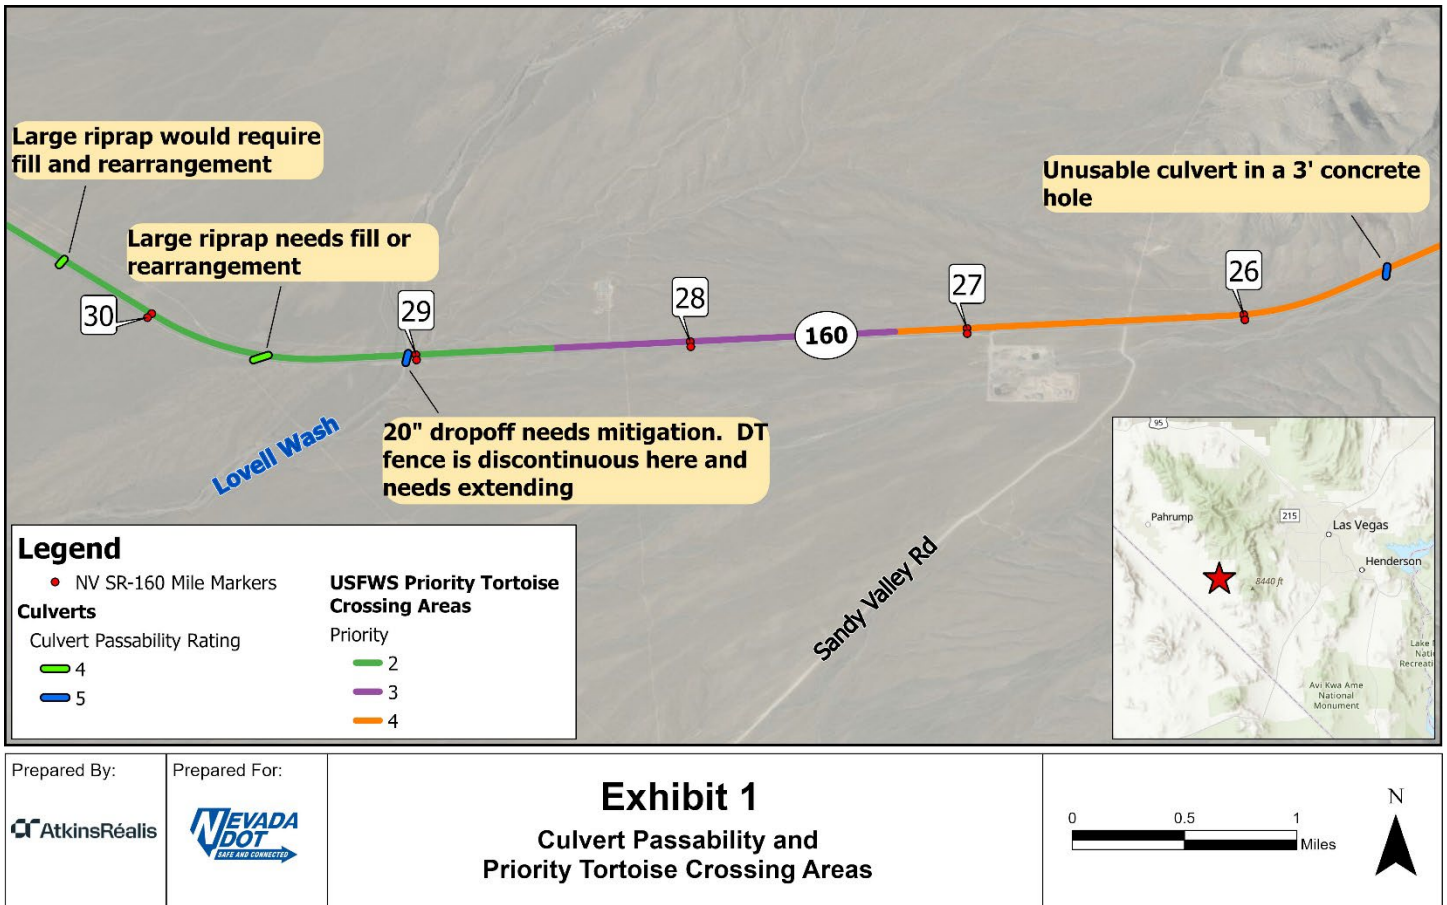 Large riprap would require
fill and rearrangement
Large riprap needs fill or
rearrangement
Unusable culvert in a 3' concrete
hole
30
29
28
160
27
26
20" dropoff needs mitigation.  DT
fence is discontinuous here and
needs extending
Lovell Wash
Sandy Valley Rd
Legend
NV SR-160 Mile Markers
Culverts
Culvert Passability Rating
4
5
USFWS Priority Tortoise
Crossing Areas
Priority
2
3
4
95
Pahrump
215
Las Vegas
Henderson
8440 ft
Lake
Nati
Recreati
Avi Kwa Ame
National
Monument
Prepared By:
AtkinsRéalis
Prepared For:
NEVADA
DOT
SAFE AND CONNECTED
Exhibit 1
Culvert Passability and
Priority Tortoise Crossing Areas
0 0.5 1
Miles
N